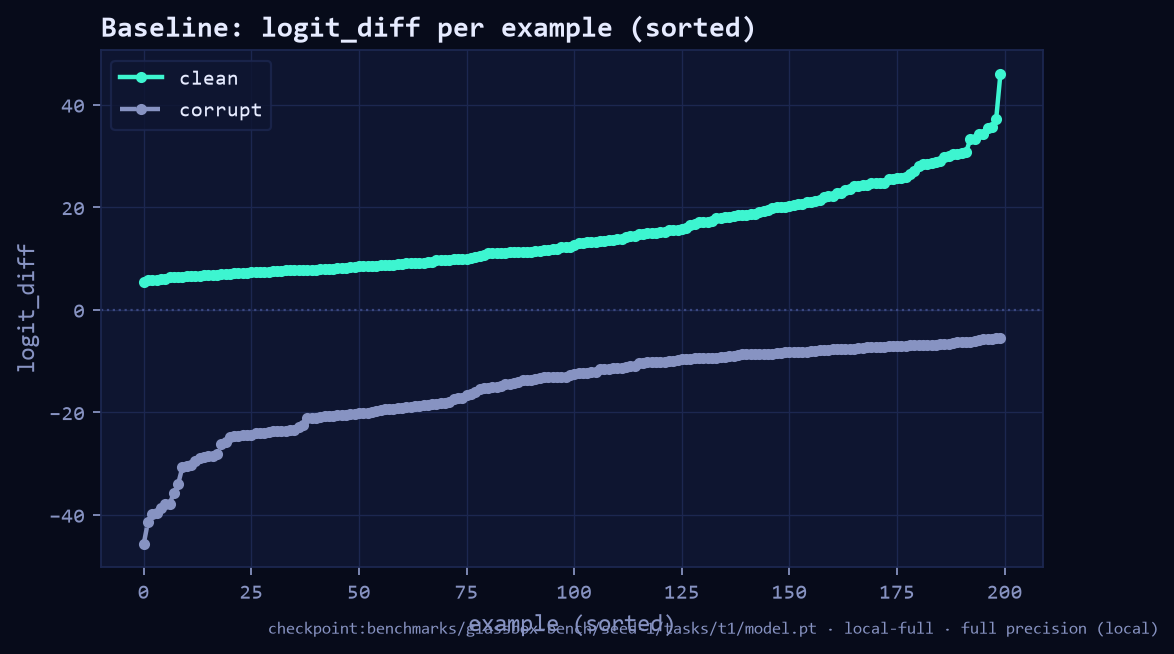 Baseline: logit_diff per example (sorted)
clean
corrupt
logit_diff
40
20
0
−20
−40
0 25 50 75 100 125 150 175 200
example (sorted)
checkpoint:benchmarks/glassbox-bench/seed-1/tasks/t1/model.pt · local-full · full precision (local)